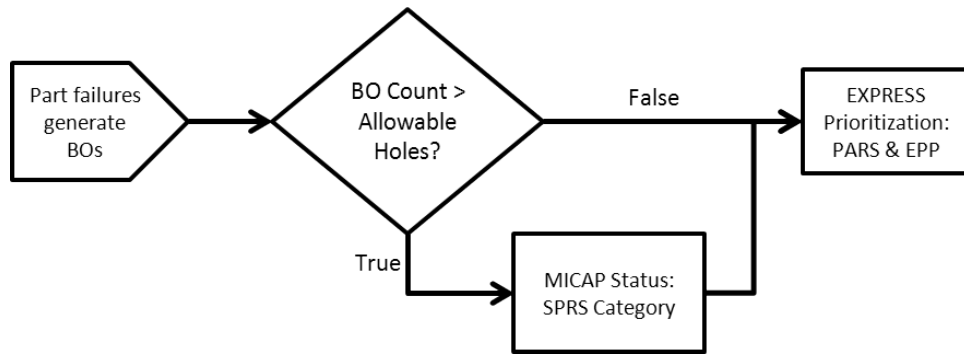 Part failures
generate
BOs
BO Count >
Allowable
Holes?
False
EXPRESS
Prioritization:
PARS & EPP
True
MICAP Status:
SPRS Category